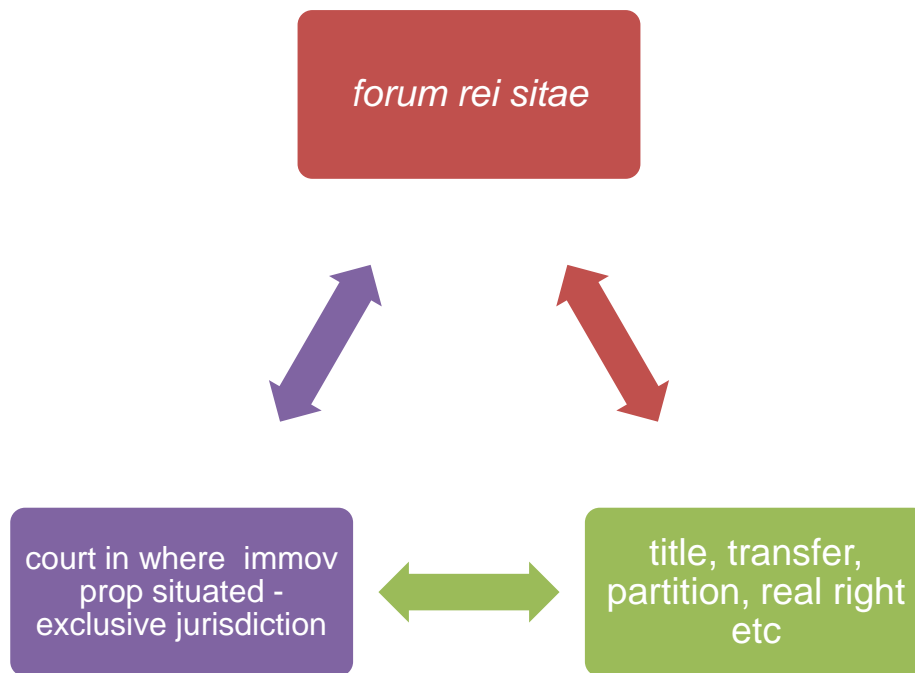 forum rei sitae
court in where immov
prop situated -
exclusive jurisdiction
title, transfer,
partition, real right
etc